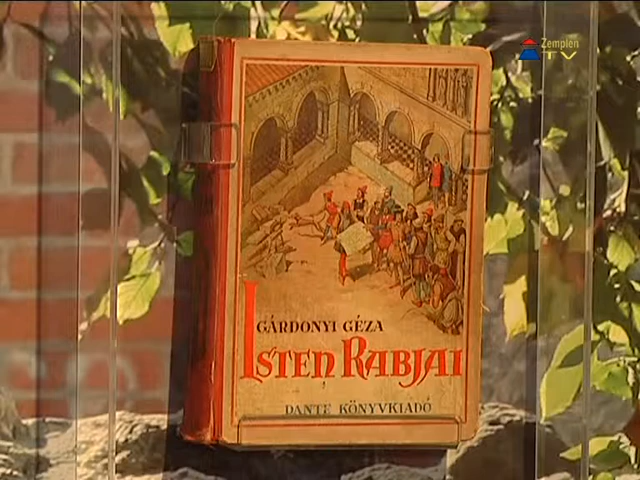 Zemplén
TV
GÁRDONYI GÉZA
ISTEN RABJAI
DANTE KÖNYVKIADÓ